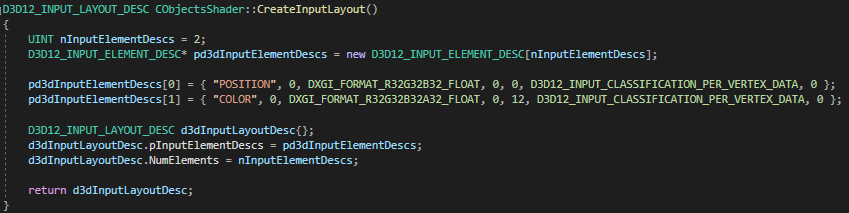 D3D12_INPUT_LAYOUT_DESC CObjectsShader::CreateInputLayout()
{
    UINT nInputElementDescs = 2;
    D3D12_INPUT_ELEMENT_DESC* pd3dInputElementDescs = new D3D12_INPUT_ELEMENT_DESC[nInputElementDescs];
    pd3dInputElementDescs[0] = { "POSITION", 0, DXGI_FORMAT_R32G32B32_FLOAT, 0, 0, D3D12_INPUT_CLASSIFICATION_PER_VERTEX_DATA, 0 };
    pd3dInputElementDescs[1] = { "COLOR", 0, DXGI_FORMAT_R32G32B32A32_FLOAT, 0, 12, D3D12_INPUT_CLASSIFICATION_PER_VERTEX_DATA, 0 };
    D3D12_INPUT_LAYOUT_DESC d3dInputLayoutDesc{};
    d3dInputLayoutDesc.pInputElementDescs = pd3dInputElementDescs;
    d3dInputLayoutDesc.NumElements = nInputElementDescs;
    return d3dInputLayoutDesc;
}